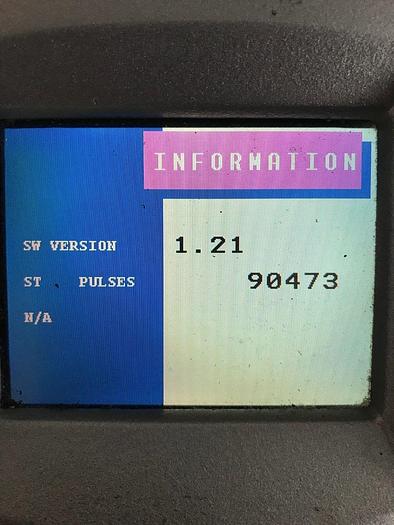 INFORMATION
SW VERSION 1.21
ST PULSES 90473
N/A